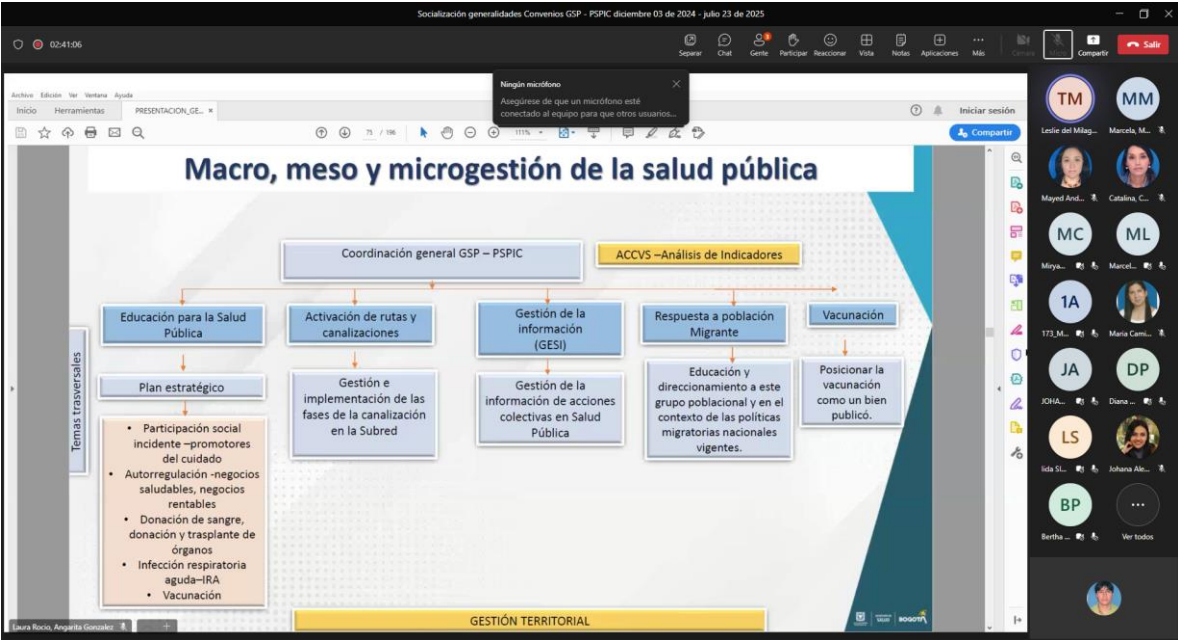 Socialización generalidades Convenios GSP - PSPIC diciembre 03 de 2024 - julio 23 de 2025
02:41:06
Separar Chat Gente Participar Reaccionar Vista Notas Aplicaciones Más Cámara Micro Compartir Salir
Ningún micrófono
Asegúrese de que un micrófono esté
conectado al equipo para que otros usuarios...
Archivo Edición Ver Ventana Ayuda
Inicio Herramientas PRESENTACION_GE... ×
Iniciar sesión
75 / 196
111%
Compartir
Macro, meso y microgestión de la salud pública
Coordinación general GSP – PSPIC
ACCVS –Análisis de Indicadores
Temas trasversales
Educación para la Salud
Pública
Plan estratégico
• Participación social
incidente –promotores
del cuidado
• Autorregulación -negocios
saludables, negocios
rentables
• Donación de sangre,
donación y trasplante de
órganos
• Infección respiratoria
aguda–IRA
• Vacunación
Activación de rutas y
canalizaciones
Gestión e
implementación de las
fases de la canalización
en la Subred
Gestión de la
información
(GESI)
Gestión de la
información de acciones
colectivas en Salud
Pública
Respuesta a población
Migrante
Educación y
direccionamiento a este
grupo poblacional y en el
contexto de las políticas
migratorias nacionales
vigentes.
Vacunación
Posicionar la
vacunación
como un bien
publicó.
GESTIÓN TERRITORIAL
SALUD
BOGOTÁ
Laura Rocio, Angarita Gonzalez
TM
Leslie del Milag...
MM
Marcela, M...
Mayed And...
Catalina, C...
MC
Mirya...
ML
Marcel...
1A
173_M...
Maria Cami...
JA
JOHA...
DP
Diana ...
LS
lida Sl...
Johana Ale...
BP
Bertha ...
Ver todos